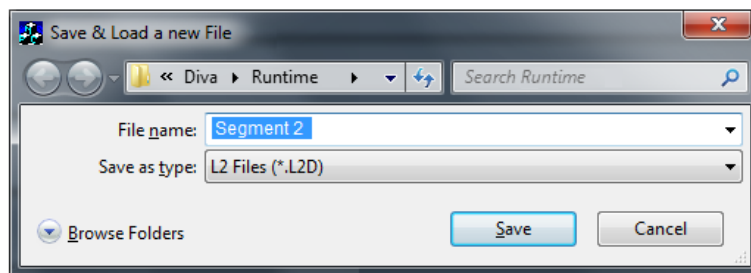 Save & Load a new File
« Diva Runtime Search Runtime
File name: Segment 2
Save as type: L2 Files (*.L2D)
Browse Folders Save Cancel